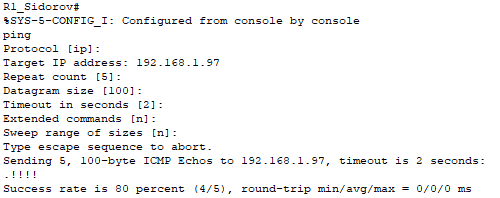 R1_Sidorov#
%SYS-5-CONFIG_I: Configured from console by console
ping
Protocol [ip]:
Target IP address: 192.168.1.97
Repeat count [5]:
Datagram size [100]:
Timeout in seconds [2]:
Extended commands [n]:
Sweep range of sizes [n]:
Type escape sequence to abort.
Sending 5, 100-byte ICMP Echos to 192.168.1.97, timeout is 2 seconds:
.!!!!
Success rate is 80 percent (4/5), round-trip min/avg/max = 0/0/0 ms